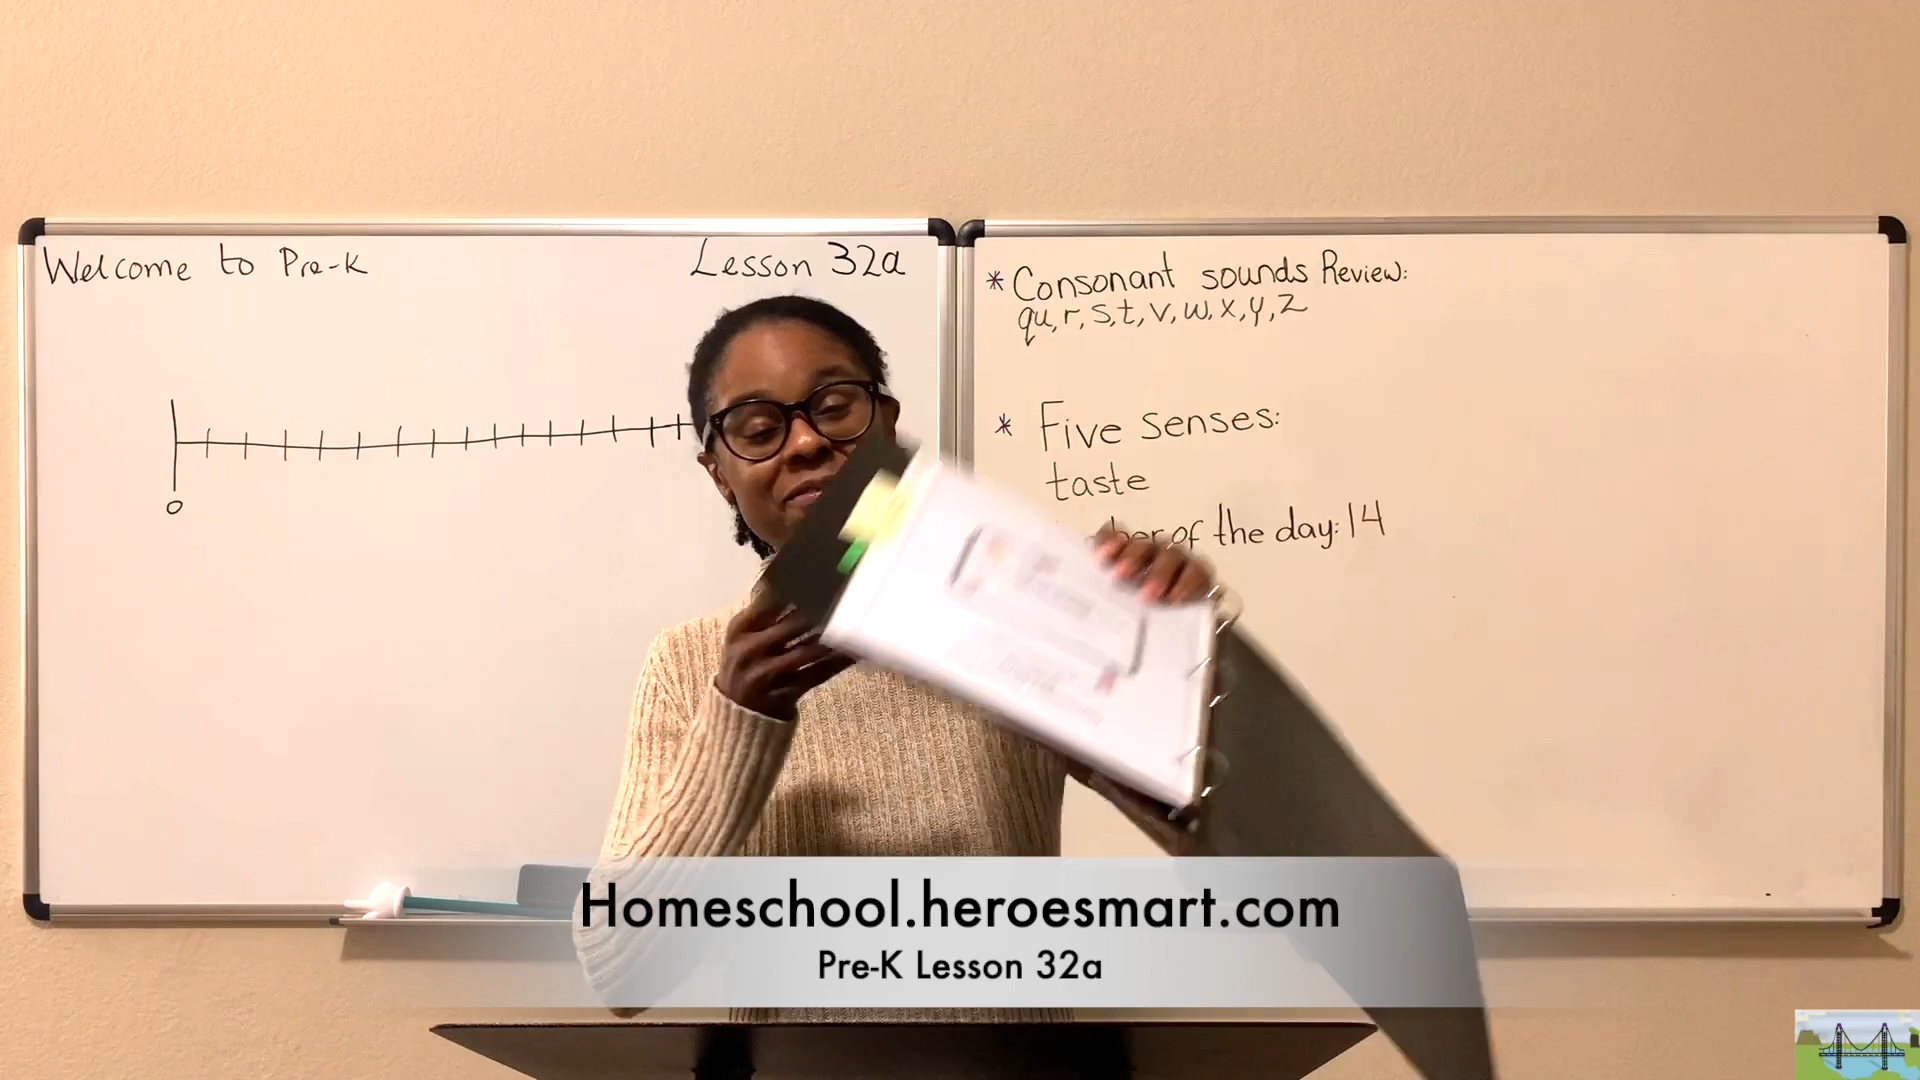 Welcome to Pre-K
Lesson 32a
0
* Consonant sounds Review:
qu, r, s, t, v, w, x, y, z
* Five senses:
taste
of the day: 14
Homeschool.heroesmart.com
Pre-K Lesson 32a